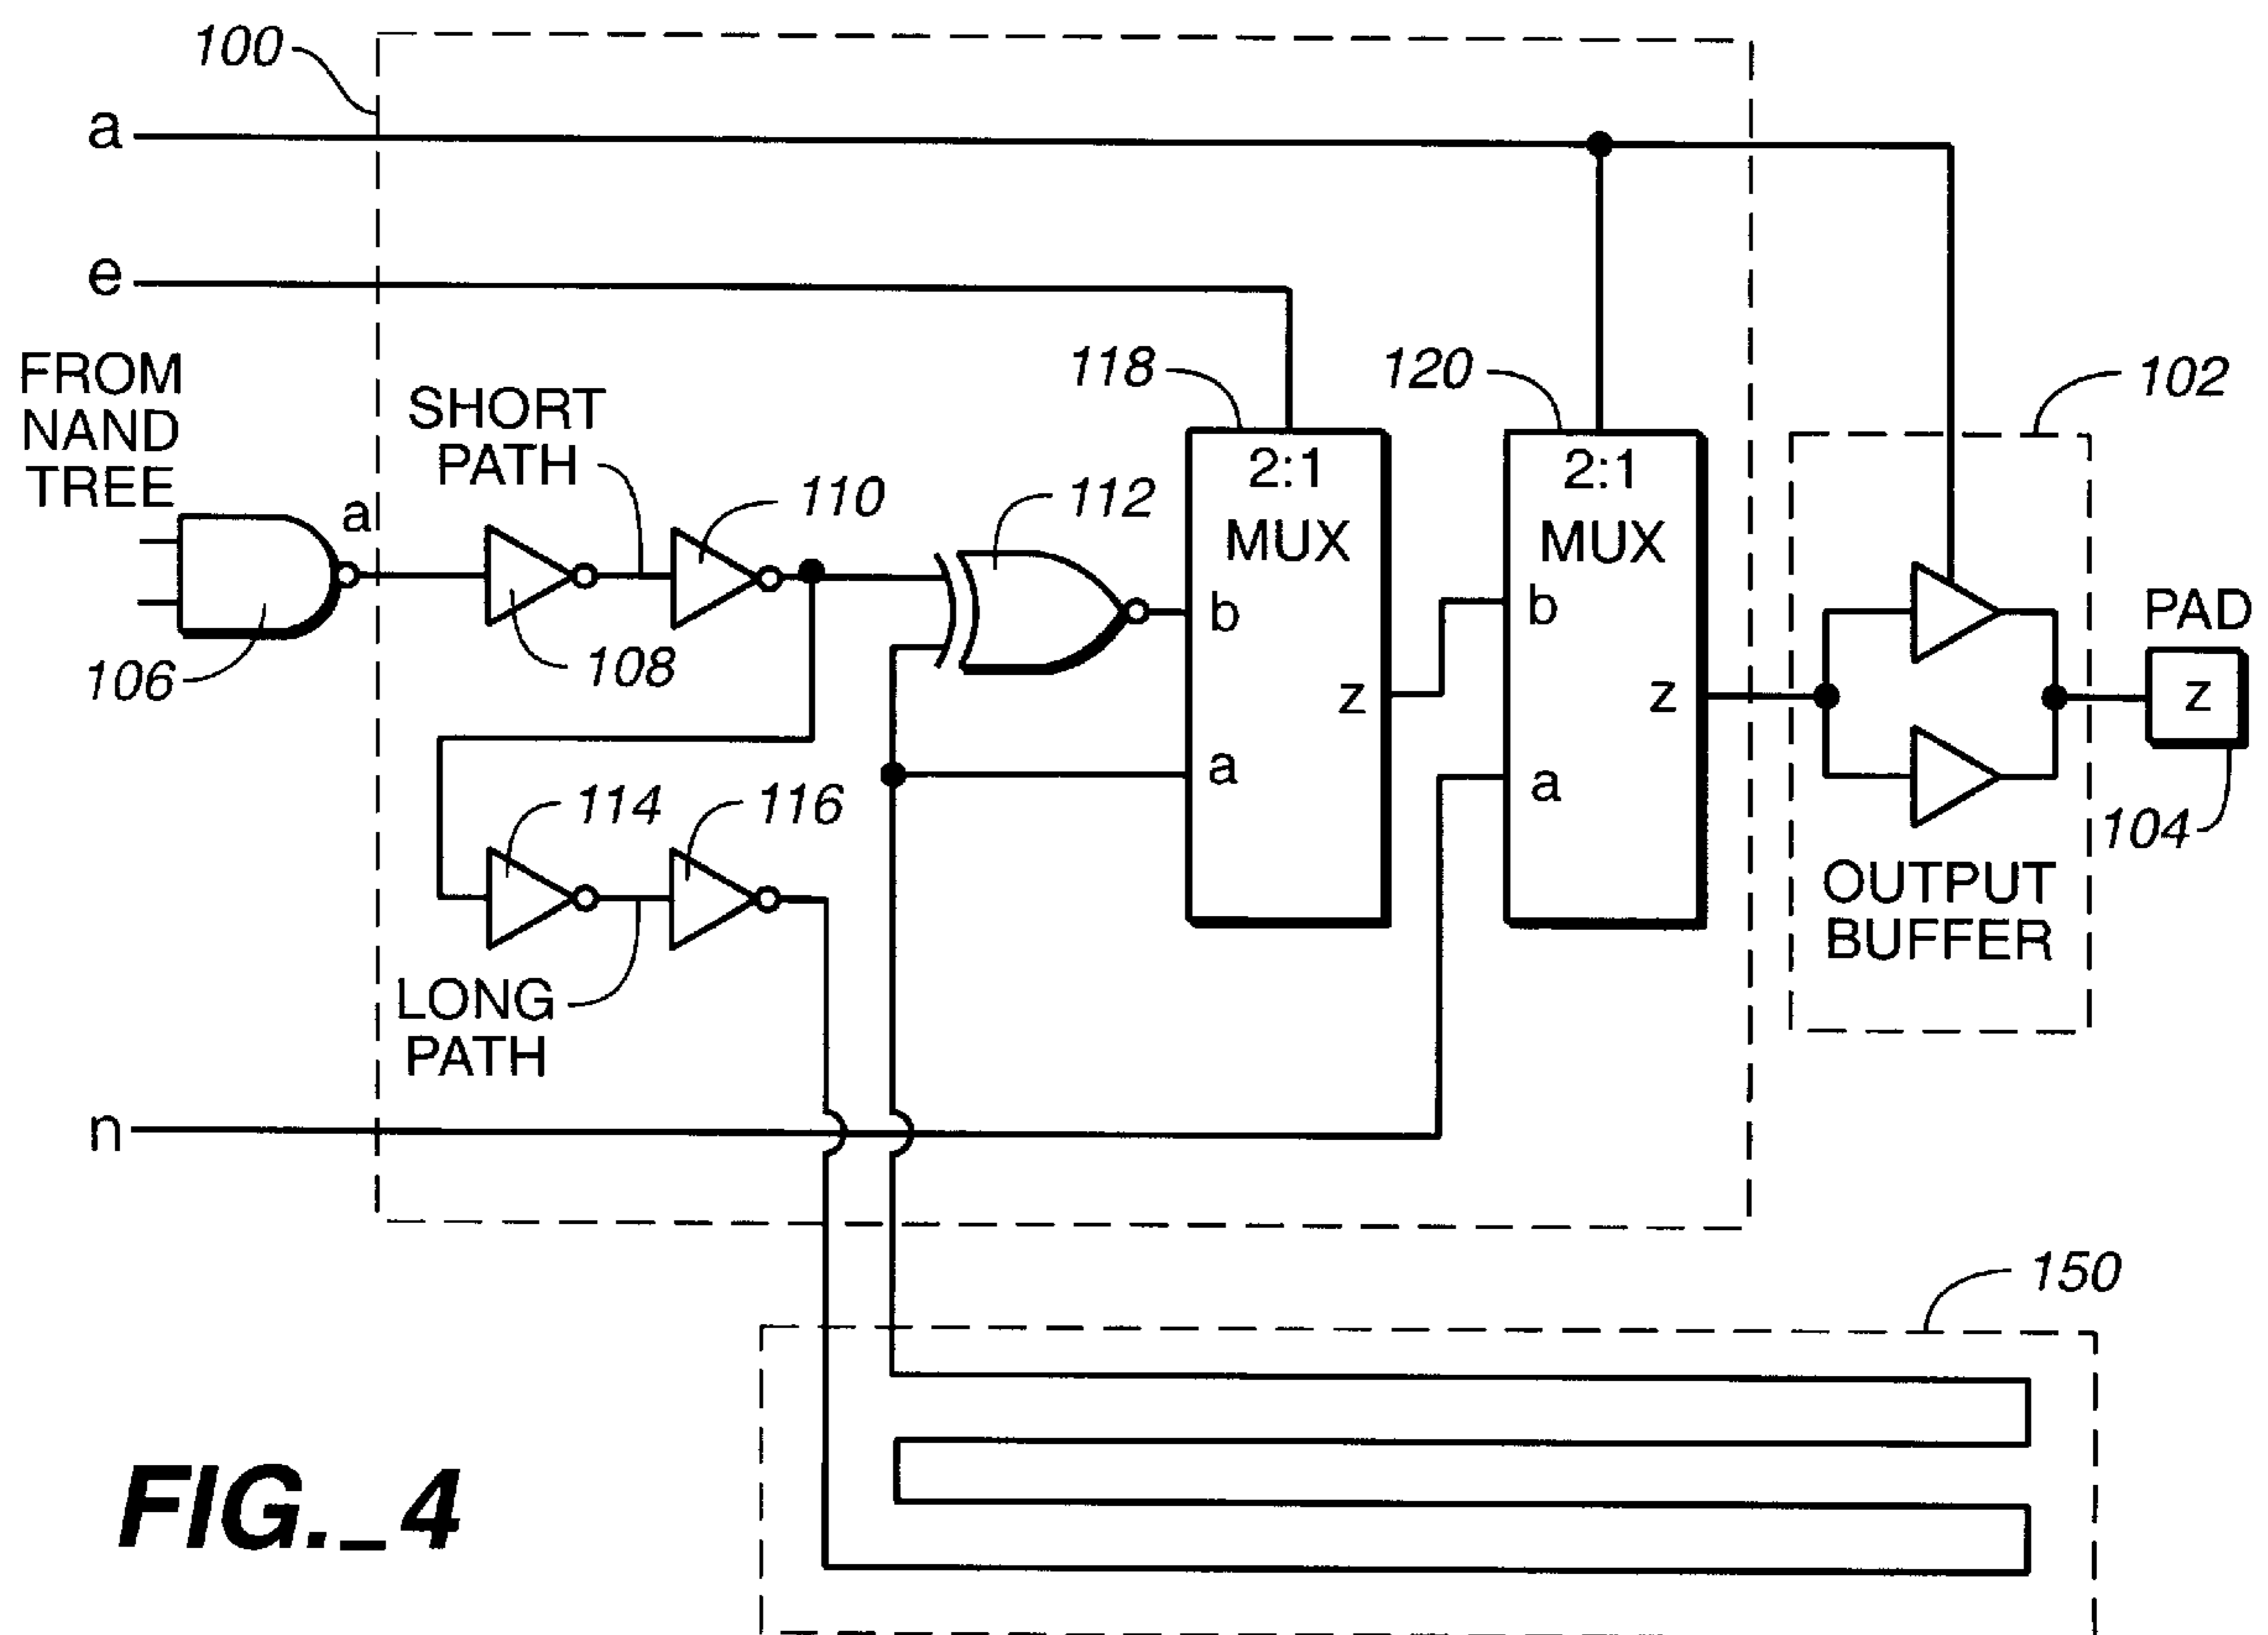 100
a
e
FROM
NAND
TREE
a
106
108
SHORT
PATH
110
112
118
2:1
MUX
b
z
a
120
2:1
MUX
b
z
a
102
PAD
z
104
OUTPUT
BUFFER
114
116
LONG
PATH
n
150
FIG._4